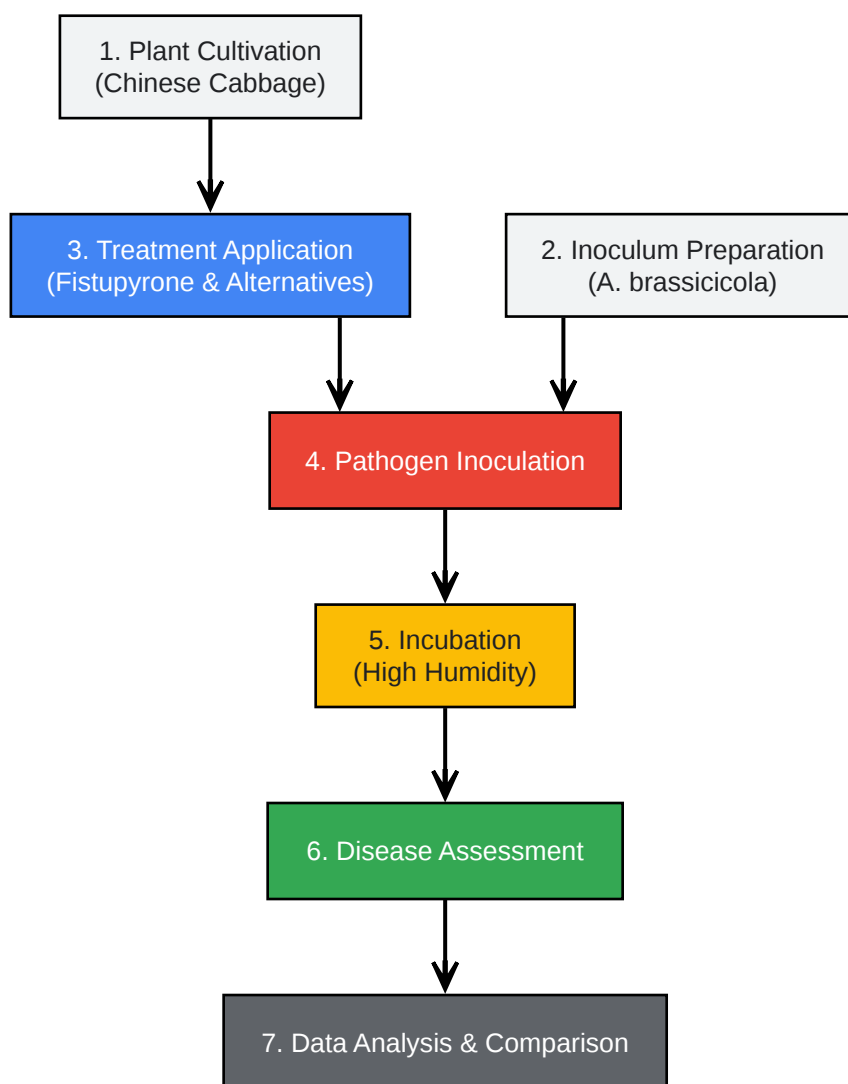 1. Plant Cultivation
(Chinese Cabbage)
3. Treatment Application
(Fistupyrone & Alternatives)
2. Inoculum Preparation
(A. brassicicola)
4. Pathogen Inoculation
5. Incubation
(High Humidity)
6. Disease Assessment
7. Data Analysis & Comparison